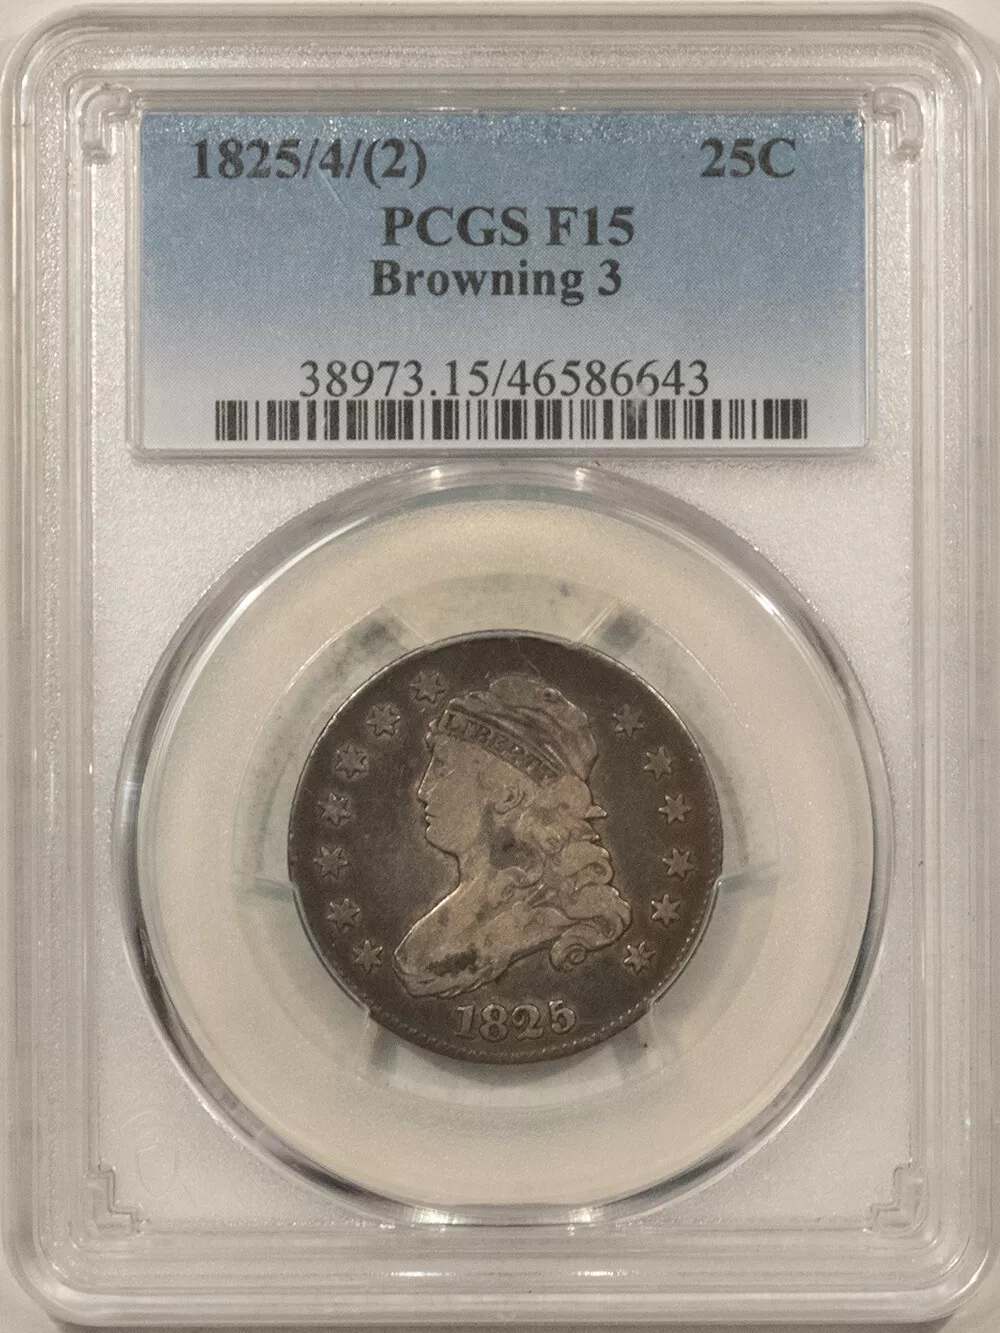 1825/4/(2) 25C
PCGS F15
Browning 3
38973.15/46586643
LIBERTY
1825